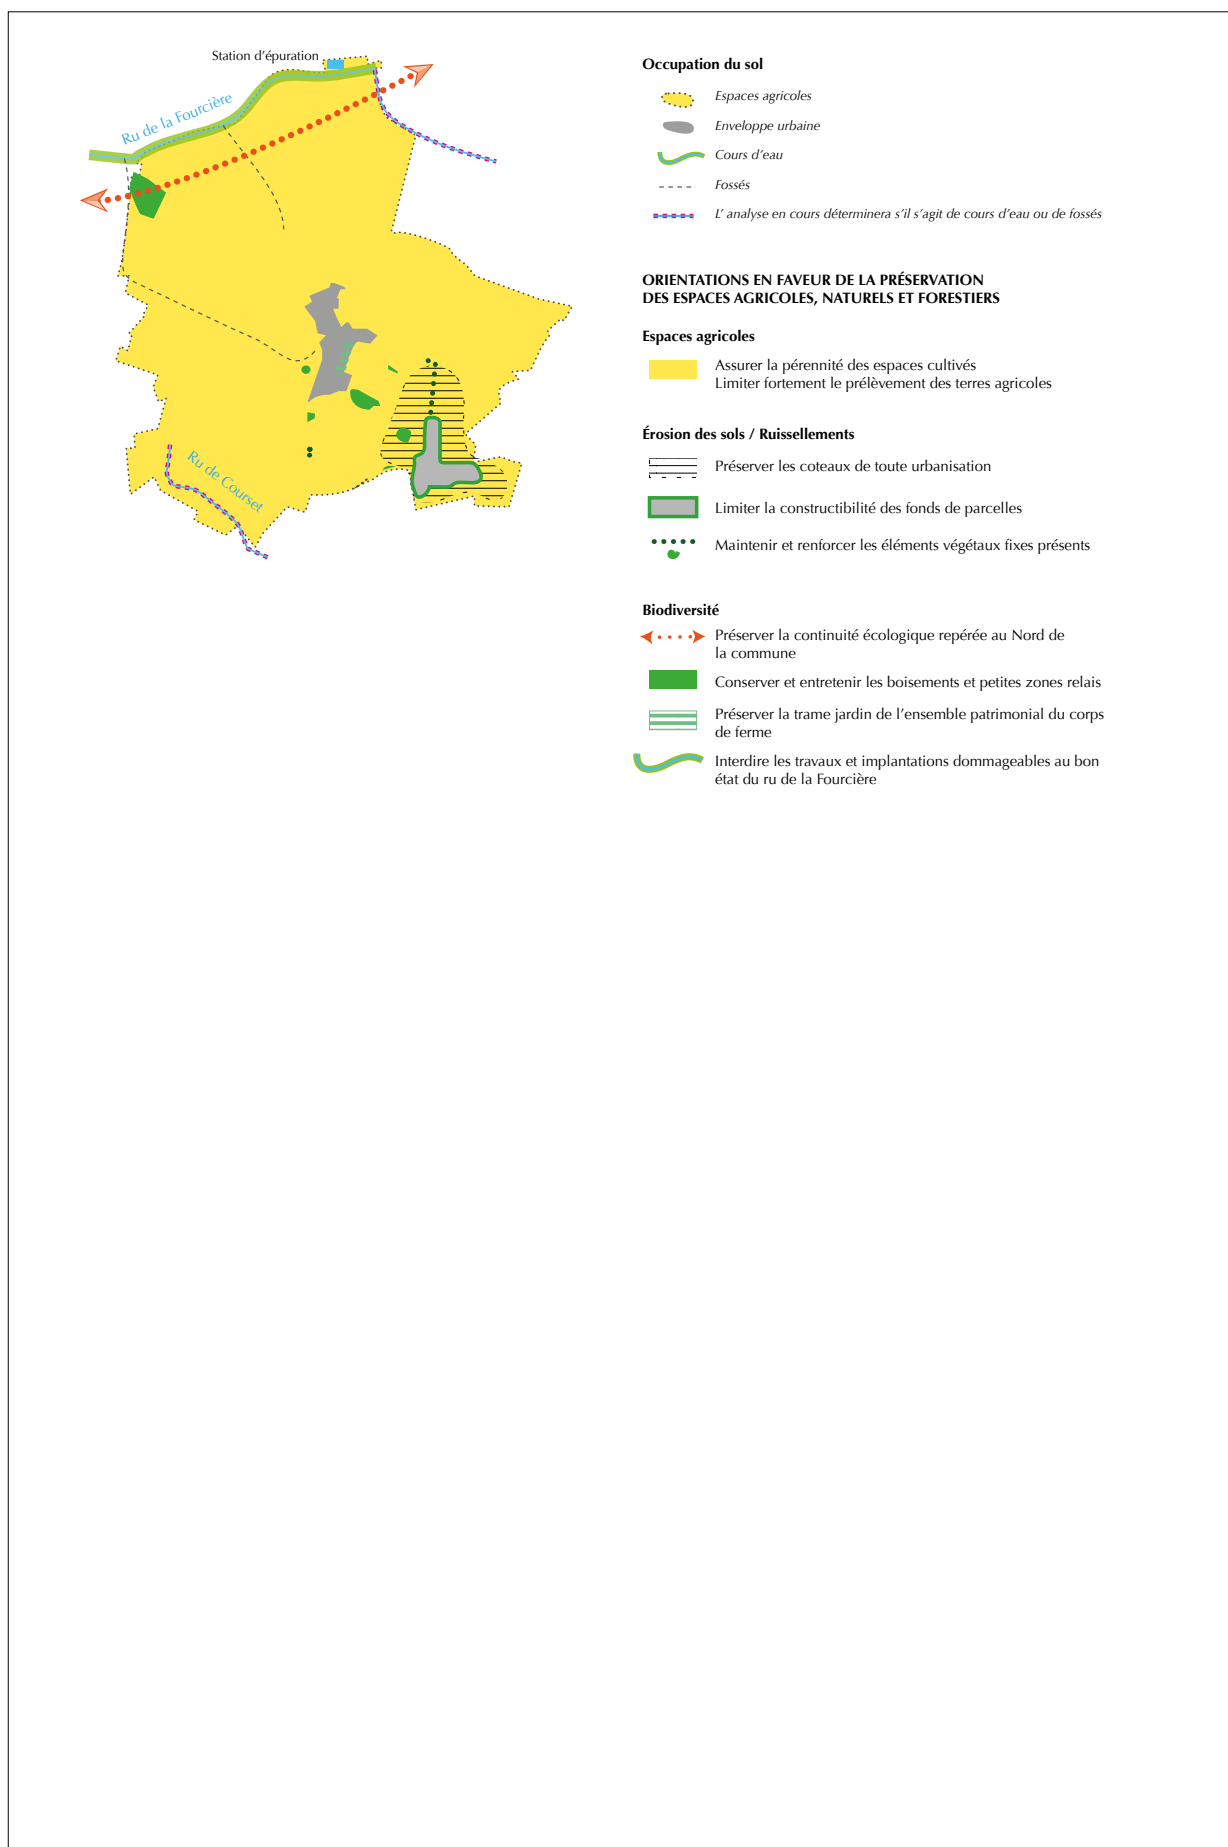 Station d'épuration
Ru de la Fourcière
Ru de Courset
Occupation du sol
Espaces agricoles
Enveloppe urbaine
Cours d'eau
Fossés
L' analyse en cours déterminera s'il s'agit de cours d'eau ou de fossés
ORIENTATIONS EN FAVEUR DE LA PRÉSERVATION
DES ESPACES AGRICOLES, NATURELS ET FORESTIERS
Espaces agricoles
Assurer la pérennité des espaces cultivés
Limiter fortement le prélèvement des terres agricoles
Érosion des sols / Ruissellements
Préserver les coteaux de toute urbanisation
Limiter la constructibilité des fonds de parcelles
Maintenir et renforcer les éléments végétaux fixes présents
Biodiversité
Préserver la continuité écologique repérée au Nord de
la commune
Conserver et entretenir les boisements et petites zones relais
Préserver la trame jardin de l'ensemble patrimonial du corps
de ferme
Interdire les travaux et implantations dommageables au bon
état du ru de la Fourcière